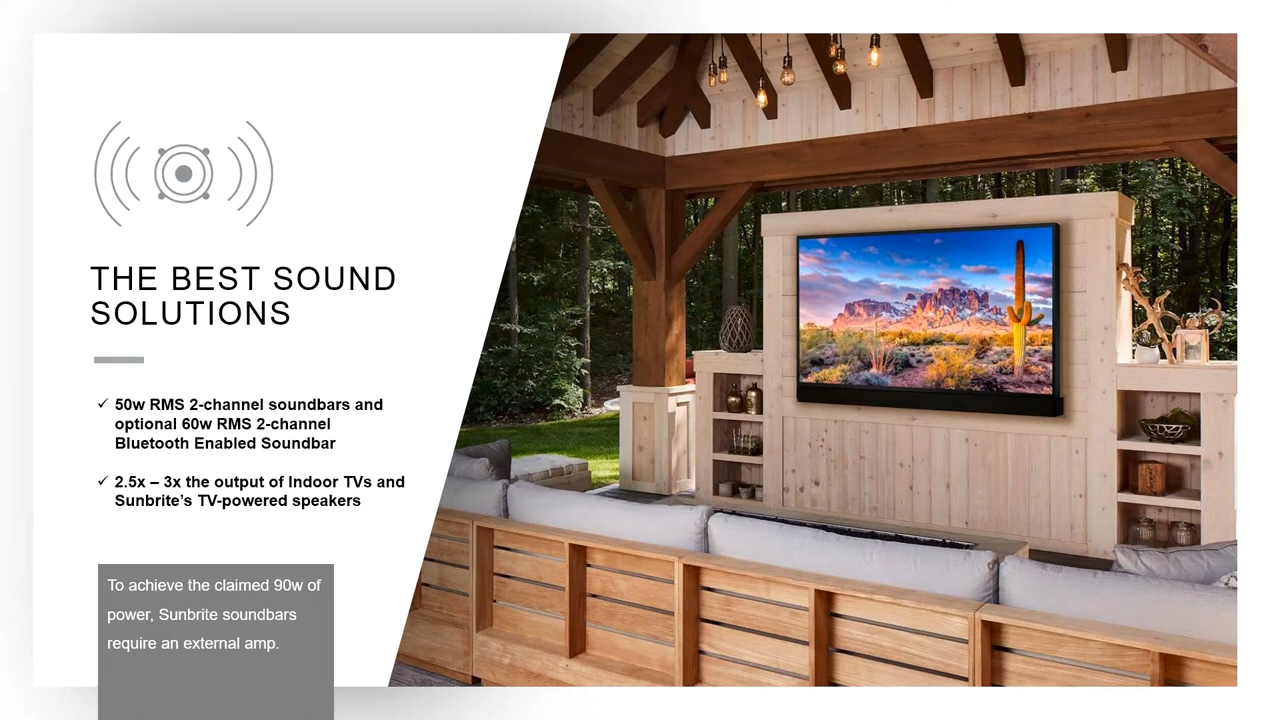 THE BEST SOUND
SOLUTIONS
✓ 50w RMS 2-channel soundbars and
optional 60w RMS 2-channel
Bluetooth Enabled Soundbar
✓ 2.5x – 3x the output of Indoor TVs and
Sunbrite’s TV-powered speakers
To achieve the claimed 90w of
power, Sunbrite soundbars
require an external amp.